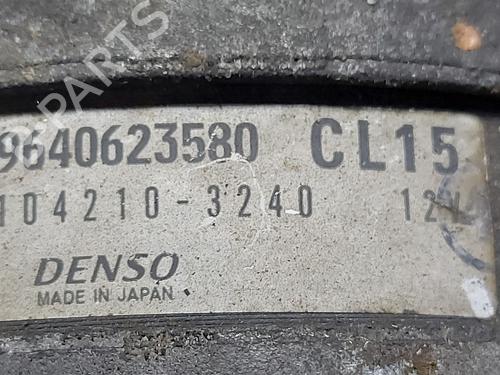 9640623580 CL15
104210-3240 12V
DENSO
MADE IN JAPAN